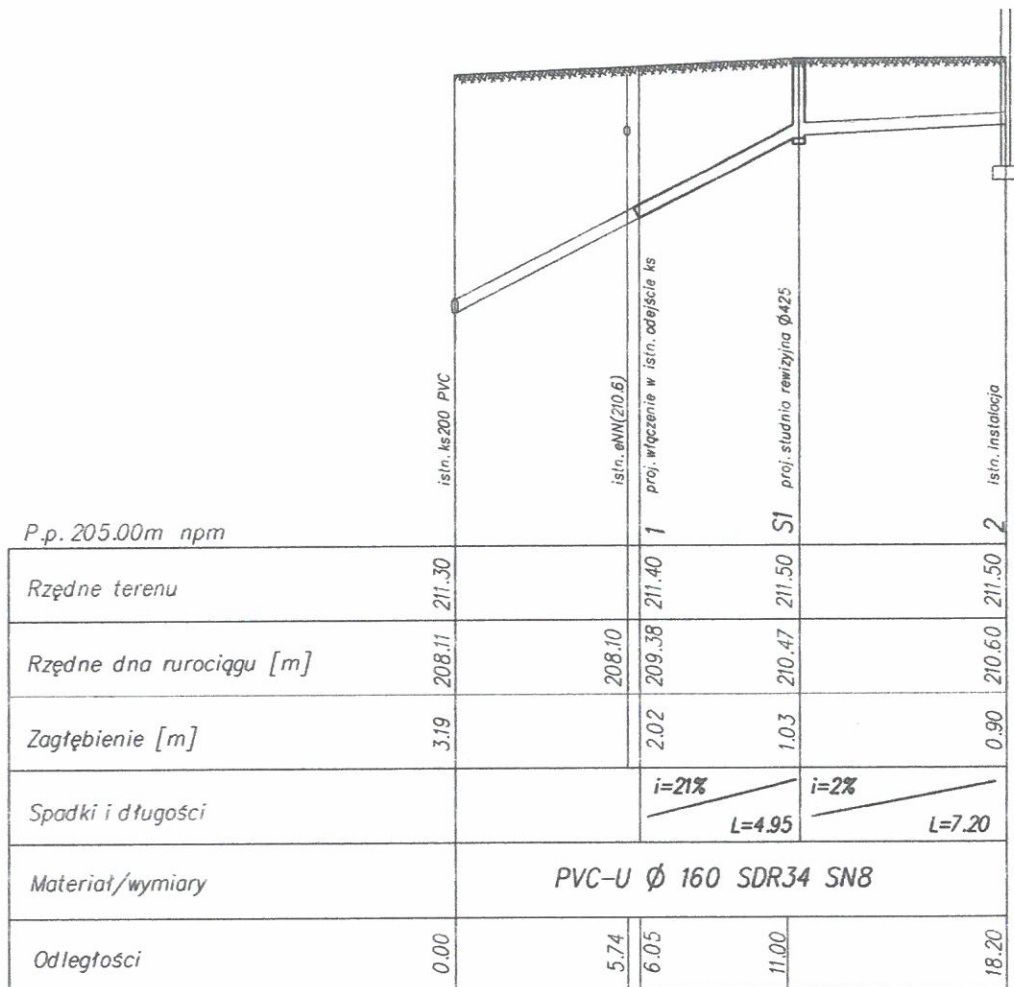 istn. ks200 PVC
istn. eNN(210.6)
1 proj. włączenie w istn. odejście ks
S1 proj. studnia rewizyjna Ø425
2 istn. instalacja
P.p. 205.00m npm
Rzędne terenu 211.30 211.40 211.50 211.50
Rzędne dna rurociągu [m] 208.11 208.10 209.38 210.47 210.60
Zagłębienie [m] 3.19 2.02 1.03 0.90
Spadki i długości i=21% L=4.95 i=2% L=7.20
Materiał/wymiary PVC-U Ø 160 SDR34 SN8
Odległości 0.00 5.74 6.05 11.00 18.20